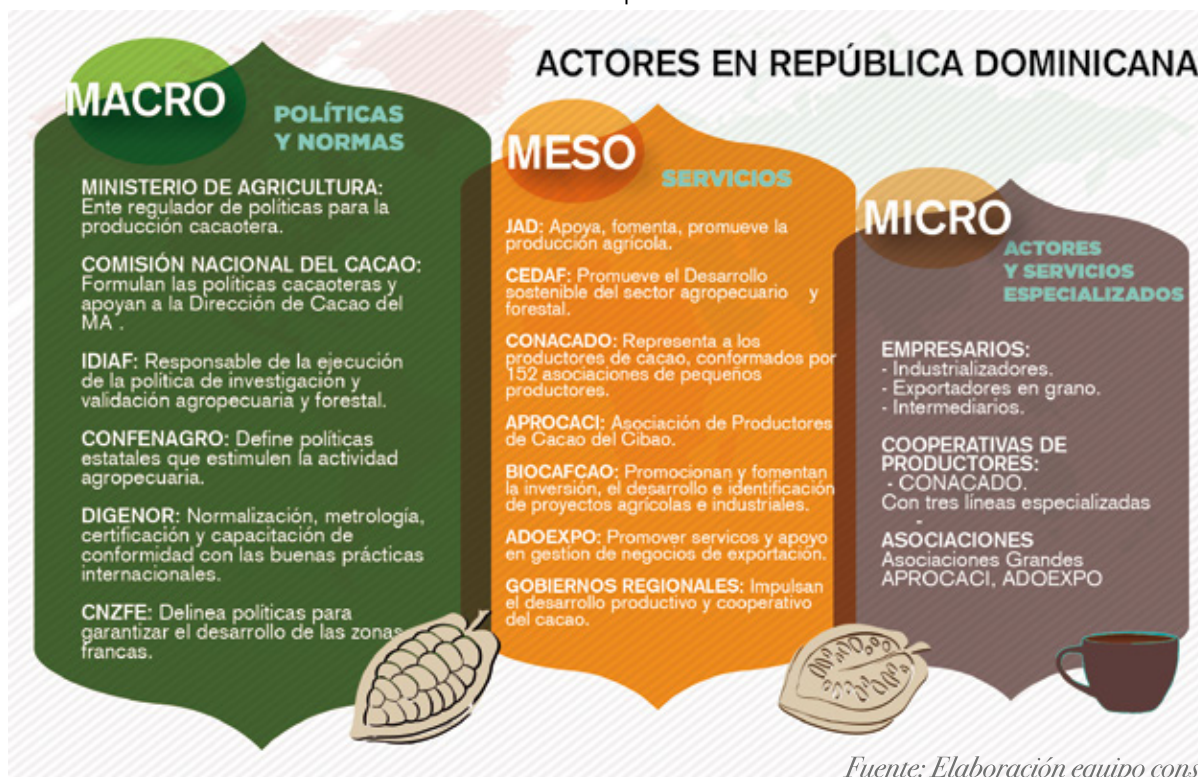 ACTORES EN REPÚBLICA DOMINICANA
MACRO
POLÍTICAS
Y NORMAS
MINISTERIO DE AGRICULTURA:
Ente regulador de políticas para la
producción cacaotera.
COMISIÓN NACIONAL DEL CACAO:
Formulan las políticas cacaoteras y
apoyan a la Dirección de Cacao del
MA .
IDIAF: Responsable de la ejecución
de la política de investigación y
validación agropecuaria y forestal.
CONFENAGRO: Define políticas
estatales que estimulen la actividad
agropecuaria.
DIGENOR: Normalización, metrología,
certificación y capacitación de
conformidad con las buenas prácticas
internacionales.
CNZFE: Delinea políticas para
garantizar el desarrollo de las zonas
francas.
MESO
SERVICIOS
JAD: Apoya, fomenta, promueve la
producción agrícola.
CEDAF: Promueve el Desarrollo
sostenible del sector agropecuario y
forestal.
CONACADO: Representa a los
productores de cacao, conformados por
152 asociaciones de pequeños
productores.
APROCACI: Asociación de Productores
de Cacao del Cibao.
BIOCAFCAO: Promocionan y fomentan
la inversión, el desarrollo e identificación
de proyectos agrícolas e industriales.
ADOEXPO: Promover servicos y apoyo
en gestión de negocios de exportación.
GOBIERNOS REGIONALES: Impulsan
el desarrollo productivo y cooperativo
del cacao.
MICRO
ACTORES
Y SERVICIOS
ESPECIALIZADOS
EMPRESARIOS:
- Industrializadores.
- Exportadores en grano.
- Intermediarios.
COOPERATIVAS DE
PRODUCTORES:
- CONACADO.
Con tres líneas especializadas
-
ASOCIACIONES
Asociaciones Grandes
APROCACI, ADOEXPO
Fuente: Elaboración equipo cons